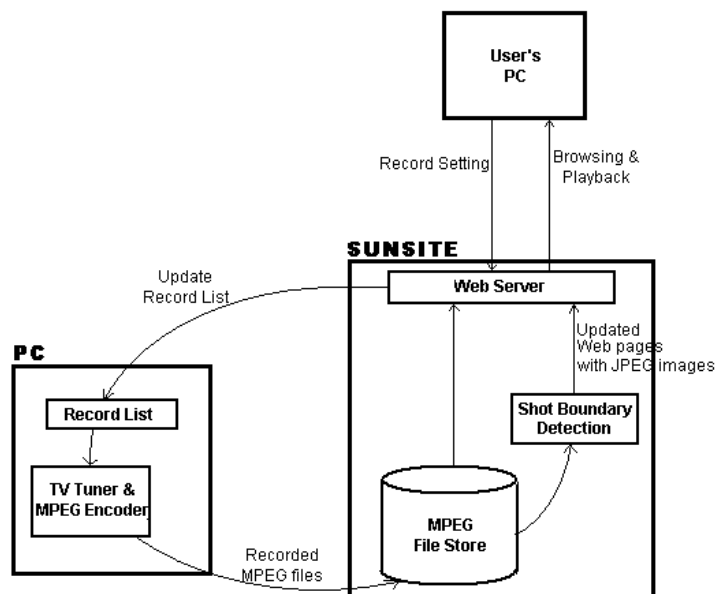 User's
PC
Record Setting
Browsing &
Playback
SUNSITE
Web Server
Update
Record List
Updated
Web pages
with JPEG images
PC
Record List
Shot Boundary
Detection
TV Tuner &
MPEG Encoder
MPEG
File Store
Recorded
MPEG files